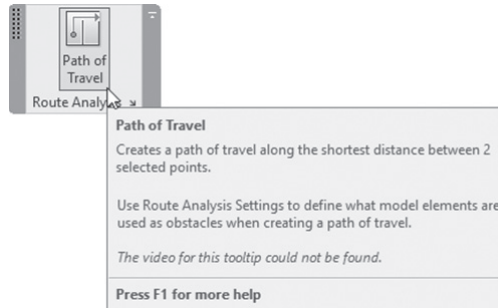 Path of
Travel
Route Analy
Path of Travel
Creates a path of travel along the shortest distance between 2
selected points.
Use Route Analysis Settings to define what model elements are
used as obstacles when creating a path of travel.
The video for this tooltip could not be found.
Press F1 for more help